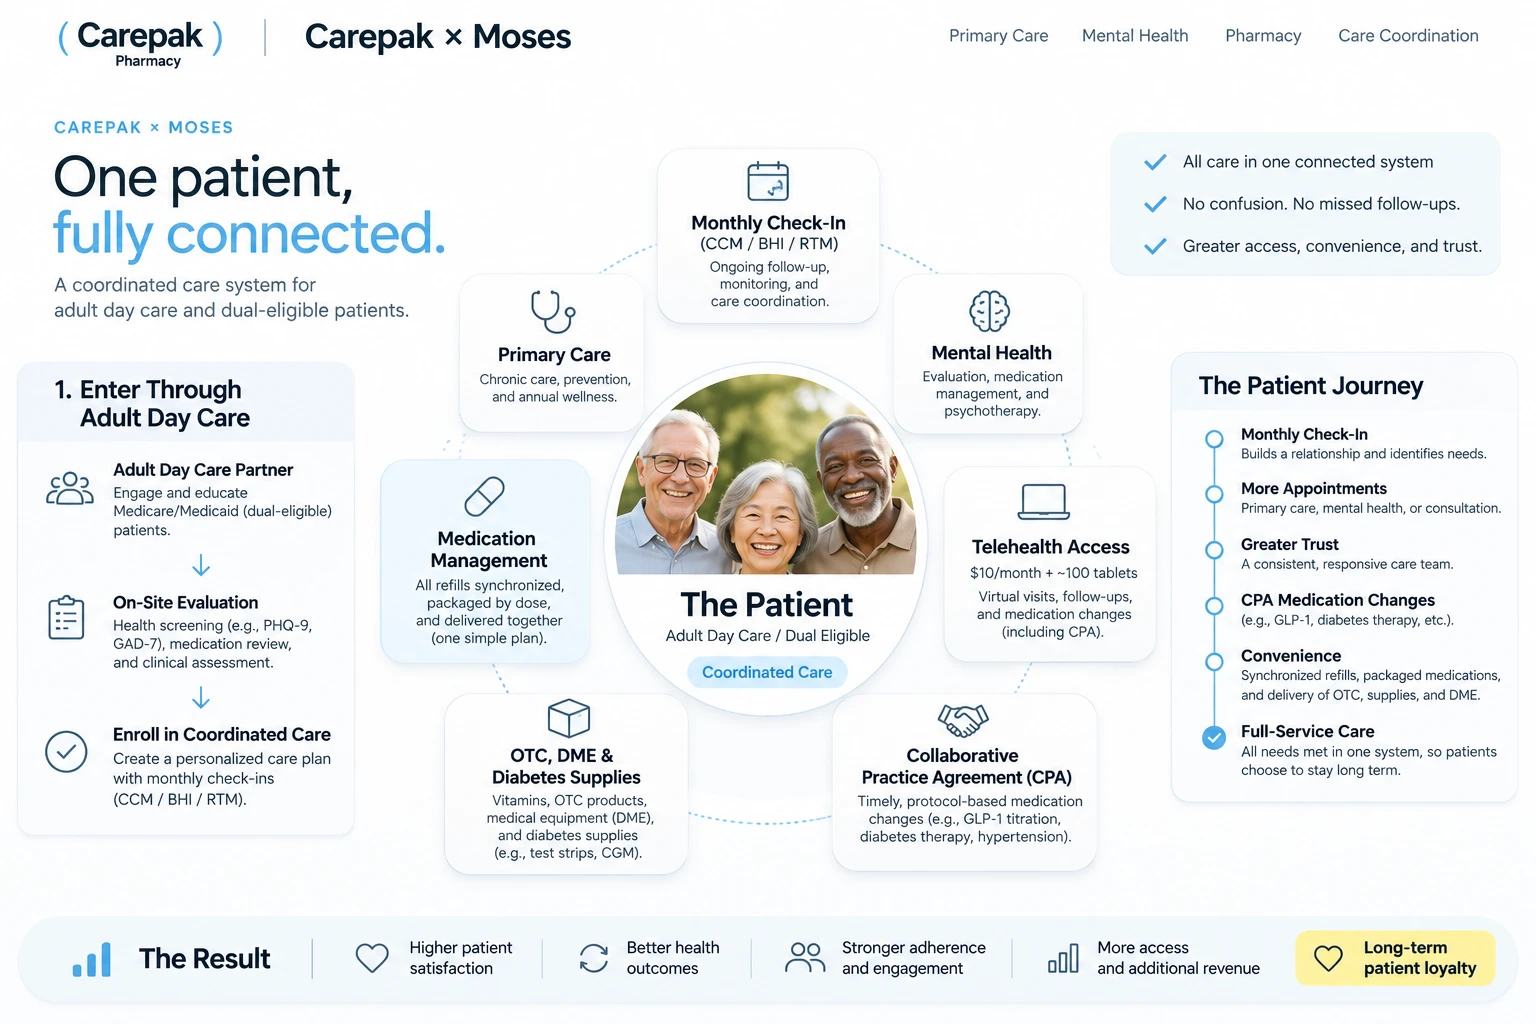 ( Carepak )
Pharmacy
Carepak × Moses
Primary Care
Mental Health
Pharmacy
Care Coordination
CAREPAK × MOSES
One patient,
fully connected.
A coordinated care system for
adult day care and dual-eligible patients.
All care in one connected system
No confusion. No missed follow-ups.
Greater access, convenience, and trust.
1. Enter Through
Adult Day Care
Adult Day Care Partner
Engage and educate
Medicare/Medicaid (dual-eligible)
patients.
On-Site Evaluation
Health screening (e.g., PHQ-9,
GAD-7), medication review,
and clinical assessment.
Enroll in Coordinated Care
Create a personalized care plan
with monthly check-ins
(CCM / BHI / RTM).
Monthly Check-In
(CCM / BHI / RTM)
Ongoing follow-up,
monitoring, and
care coordination.
Primary Care
Chronic care, prevention,
and annual wellness.
Mental Health
Evaluation, medication
management, and
psychotherapy.
Medication
Management
All refills synchronized,
packaged by dose,
and delivered together
(one simple plan).
The Patient
Adult Day Care / Dual Eligible
Coordinated Care
Telehealth Access
$10/month + ~100 tablets
Virtual visits, follow-ups,
and medication changes
(including CPA).
OTC, DME &
Diabetes Supplies
Vitamins, OTC products,
medical equipment (DME),
and diabetes supplies
(e.g., test strips, CGM).
Collaborative
Practice Agreement (CPA)
Timely, protocol-based medication
changes (e.g., GLP-1 titration,
diabetes therapy, hypertension).
The Patient Journey
Monthly Check-In
Builds a relationship and identifies needs.
More Appointments
Primary care, mental health, or consultation.
Greater Trust
A consistent, responsive care team.
CPA Medication Changes
(e.g., GLP-1, diabetes therapy, etc.).
Convenience
Synchronized refills, packaged medications,
and delivery of OTC, supplies, and DME.
Full-Service Care
All needs met in one system, so patients
choose to stay long term.
The Result
Higher patient
satisfaction
Better health
outcomes
Stronger adherence
and engagement
More access
and additional revenue
Long-term
patient loyalty